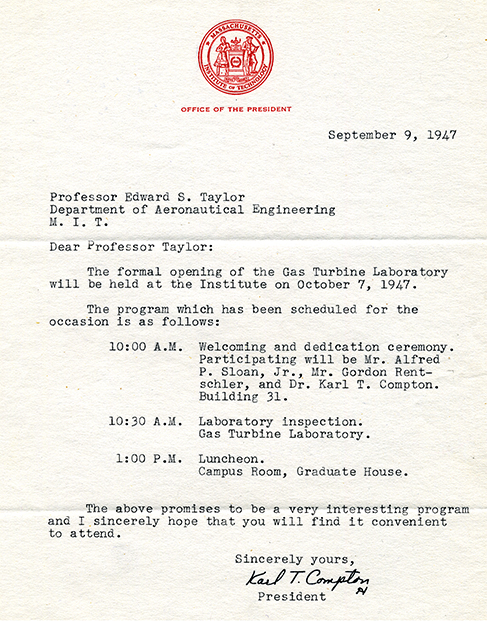 MASSACHUSETTS
INSTITUTE OF TECHNOLOGY
OFFICE OF THE PRESIDENT
September 9, 1947
Professor Edward S. Taylor
Department of Aeronautical Engineering
M. I. T.
Dear Professor Taylor:
The formal opening of the Gas Turbine Laboratory
will be held at the Institute on October 7, 1947.
The program which has been scheduled for the
occasion is as follows:
10:00 A.M. Welcoming and dedication ceremony.
Participating will be Mr. Alfred
P. Sloan, Jr., Mr. Gordon Rent-
schler, and Dr. Karl T. Compton.
Building 31.
10:30 A.M. Laboratory inspection.
Gas Turbine Laboratory.
1:00 P.M. Luncheon.
Campus Room, Graduate House.
The above promises to be a very interesting program
and I sincerely hope that you will find it convenient
to attend.
Sincerely yours,
Karl T. Compton
President